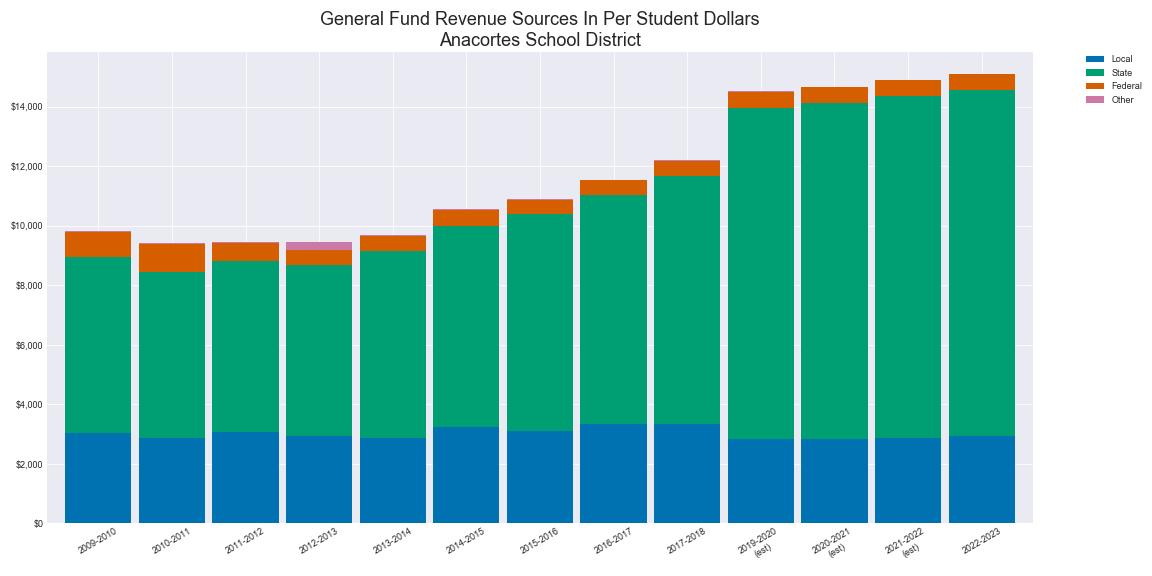 General Fund Revenue Sources In Per Student Dollars
Anacortes School District
Local
State
Federal
Other
$14,000
$12,000
$10,000
$8,000
$6,000
$4,000
$2,000
$0
2009-2010
2010-2011
2011-2012
2012-2013
2013-2014
2014-2015
2015-2016
2016-2017
2017-2018
2019-2020
(est)
2020-2021
(est)
2021-2022
(est)
2022-2023